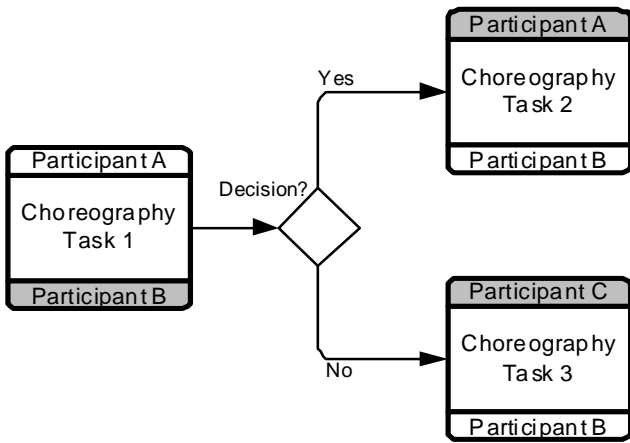 Participant A
Choreography
Task 2
Participant B
Yes
Participant A
Choreography
Task 1
Participant B
Decision?
No
Participant C
Choreography
Task 3
Participant B